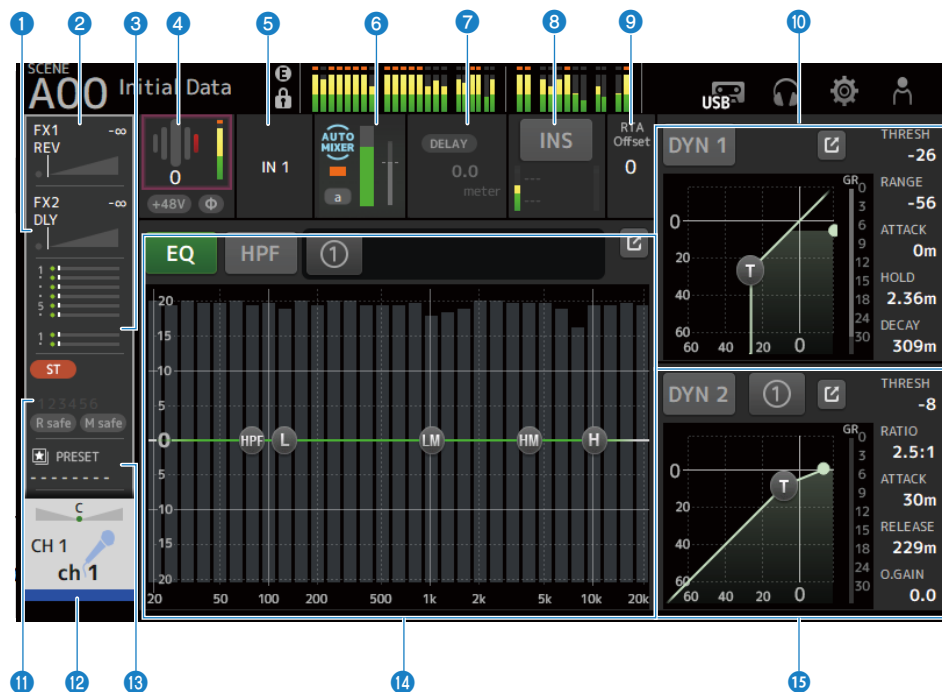 1 2 3 4 5 6 7 8 9 10
SCENE
A00 Initial Data
E
USB
FX1 -∞
REV
FX2 -∞
DLY
1
5
1
ST
123456
R safe M safe
PRESET
--------
C
CH 1
ch 1
0
+48V Φ
IN 1
AUTO
MIXER
a
DELAY
0.0
meter
INS
---
---
RTA
Offset
0
EQ HPF 1
20
15
10
5
0
5
10
15
20
HPF L LM HM H
20 50 100 200 500 1k 2k 5k 10k 20k
DYN 1
GR
0
3
6
9
12
15
18
24
30
0
20
40
60
T
60 40 20 0
THRESH
-26
RANGE
-56
ATTACK
0m
HOLD
2.36m
DECAY
309m
DYN 2 1
GR
0
3
6
9
12
15
18
24
30
0
20
40
60
T
60 40 20 0
THRESH
-8
RATIO
2.5:1
ATTACK
30m
RELEASE
229m
O.GAIN
0.0
11 12 13 14 15